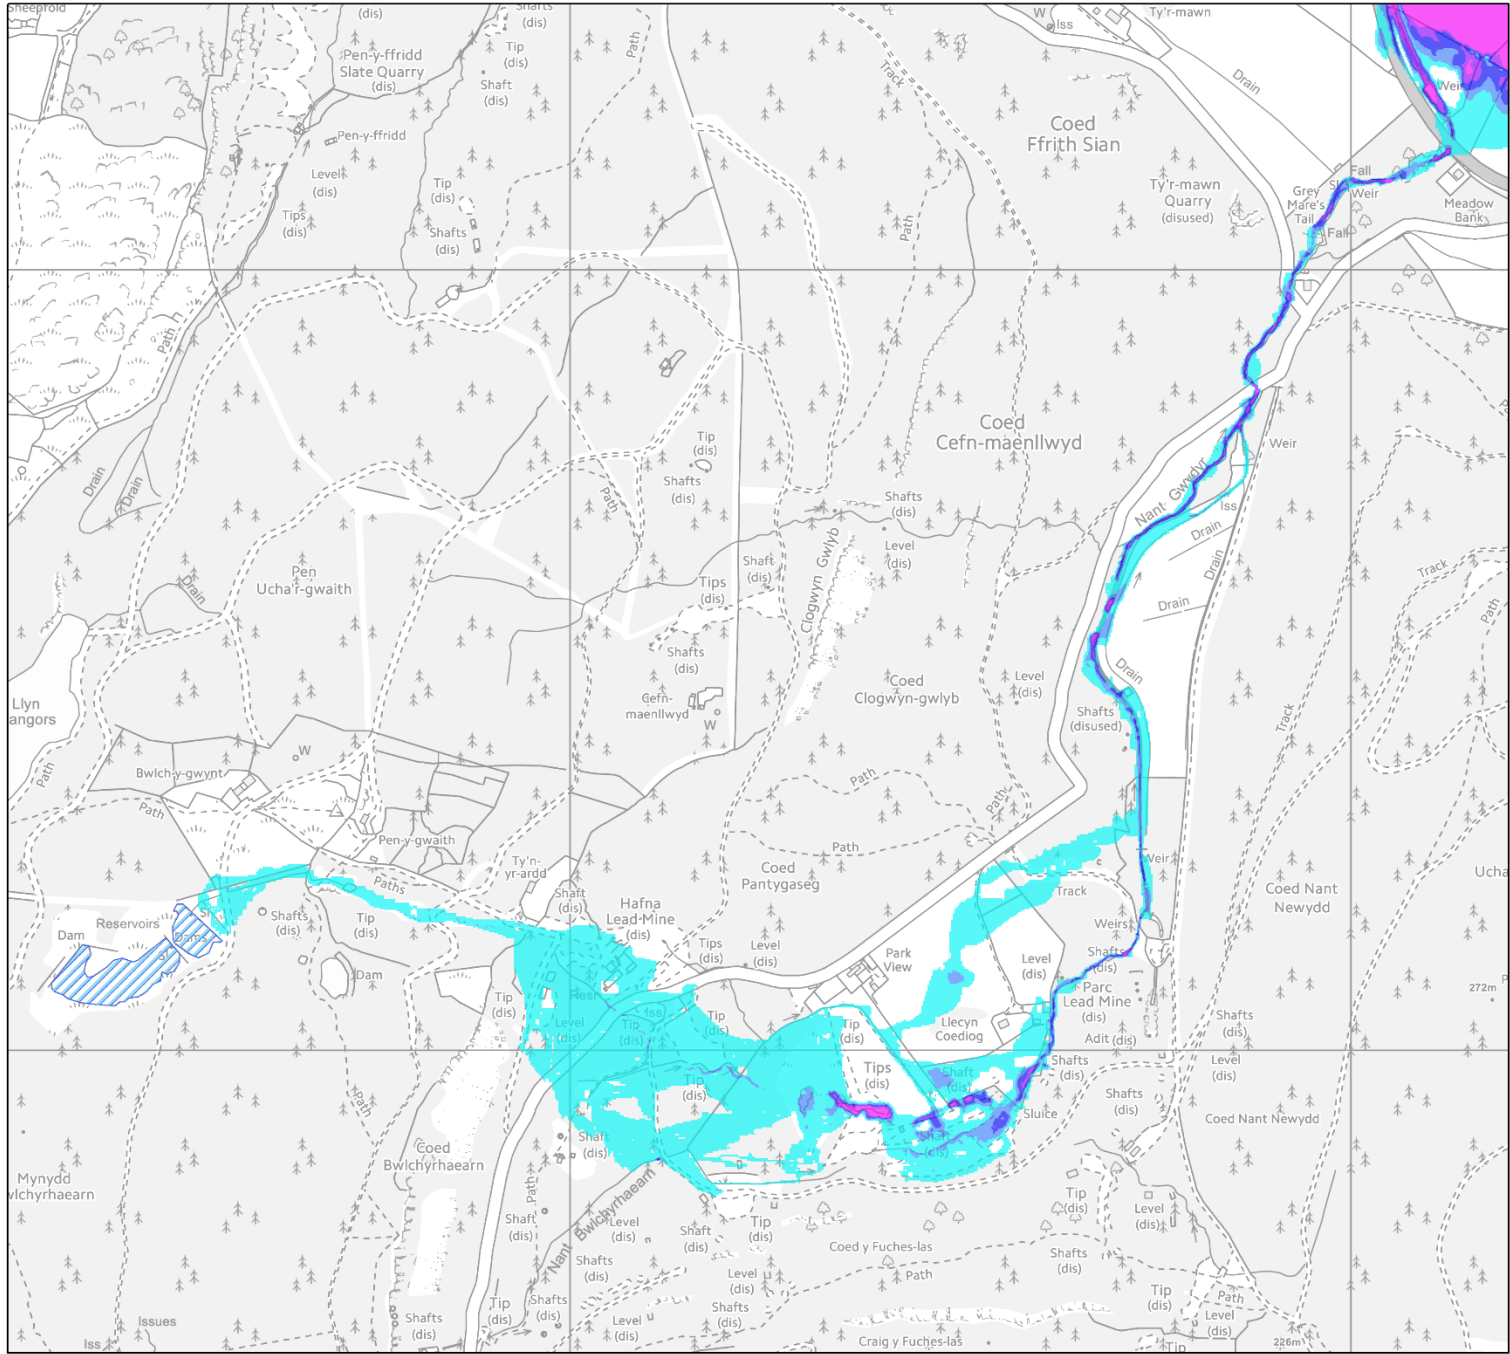 Sheepfold
(dis)
Shafts
(dis)
Tip
(dis)
Shaft
(dis)
Pen-y-ffridd
Slate Quarry
(dis)
Path
Track
W
Iss
Ty'r-mawn
Drain
Weir
Pen-y-ffridd
Level
(dis)
Tips
(dis)
Tip
(dis)
Shafts
(dis)
Coed
Ffrith Sian
Path
Ty'r-mawn
Quarry
(disused)
Grey
Mare's
Tail
Fall
Weir
Fall
Meadow
Bank
Path
Drain
Drain
Tip
(dis)
Shafts
(dis)
Path
Coed
Cefn-maenllwyd
Shafts
(dis)
Level
(dis)
Nant Gwydyr
Weir
Iss
Drain
Drain
Drain
Track
Path
Pen
Ucha'r-gwaith
Drain
Shaft
(dis)
Tips
(dis)
Clogwyn Gwlyb
Shafts
(dis)
Cefn-
maenllwyd
W
Coed
Clogwyn-gwlyb
Level
(dis)
Drain
Shafts
(disused)
Track
Llyn
angors
Path
Bwlch-y-gwynt
W
Path
Pen-y-gwaith
Paths
Ty'n-
yr-ardd
Path
Path
Path
Coed
Pantygaseg
Weir
Track
Coed Nant
Newydd
Ucha
Reservoirs
Dam
Dams
Shafts
(dis)
Tip
(dis)
Dam
Shaft
(dis)
Hafna
Lead Mine
(dis)
Tips
(dis)
Level
(dis)
Park
View
Level
(dis)
Weirs
Shafts
(dis)
Parc
Lead Mine
(dis)
Adit (dis)
272m
Shafts
(dis)
Level
(dis)
Tip
(dis)
Resr
Level
(dis)
Iss
Tip
(dis)
Tip
(dis)
Tip
(dis)
Tip
(dis)
Tips
(dis)
Llecyn
Coediog
Shaft
(dis)
Shafts
(dis)
Sluice
Shafts
(dis)
Coed Nant Newydd
Path
Coed
Bwlchyrhaearn
Shaft
(dis)
Shaft
(dis)
Mynydd
wlchyrhaearn
Path
Nant Bwlchyrhaearn
Shaft
(dis)
Level
(dis)
Shaft
(dis)
Tip
(dis)
Tip
(dis)
Level
(dis)
Coed y Fuches-las
Path
Shafts
(dis)
Shafts
(dis)
Level
(dis)
Shafts
(dis)
Tip
(dis)
Path
Level
(dis)
226m
Tip
Issues
Iss
Shafts
(dis)
Tip
(dis)
Shafts
(dis)
Level
(dis)
Craig y Fuches-las